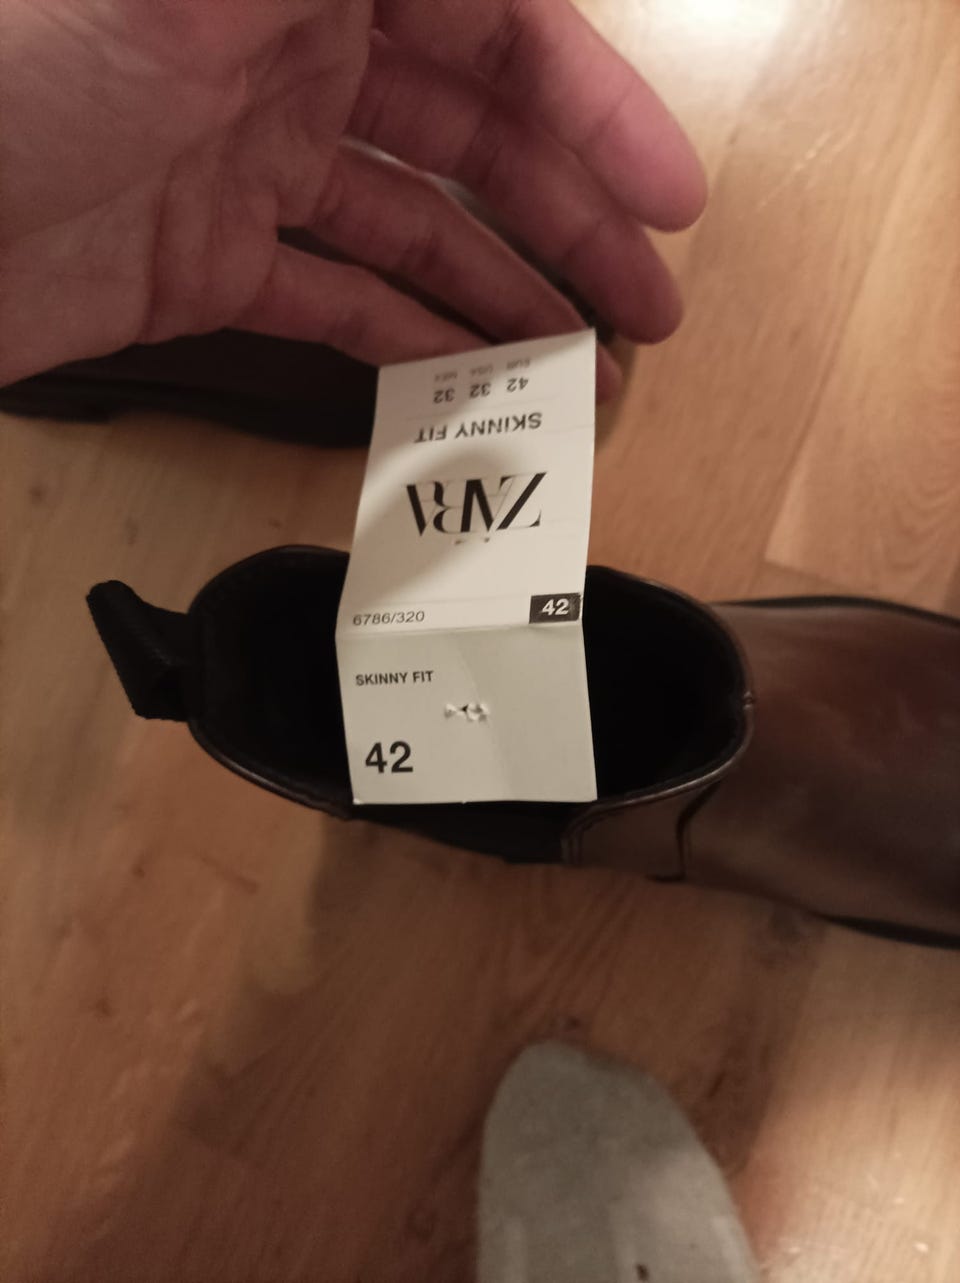 EUR USA MEX
42 32 32
SKINNY FIT
ZARA
6786/320 42
SKINNY FIT
42